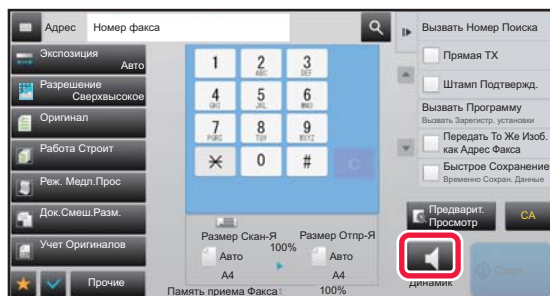 Адрес
Номер факса
Экспозиция
Авто
Разрешение
Сверхвысокое
Оригинал
Работа Строит
Реж. Медл.Прос
Док.Смеш.Разм.
Учет Оригиналов
Прочие
1
2
ABC
3
DEF
4
GHI
5
JKL
6
MNO
7
PQRS
8
TUV
9
WXYZ
0
#
Размер Скан-Я
100%
Размер Отпр-Я
Авто
A4
Авто
A4
Память приема Факса:
100%
Вызвать Номер Поиска
Прямая TX
Штамп Подтвержд.
Вызвать Программу
Вызвать Зарегистр. установки
Передать То Же Изоб.
как Адрес Факса
Быстрое Сохранение
Временно Сохран. Данные
Предварит.
Просмотр
CA
Динамик
Старт